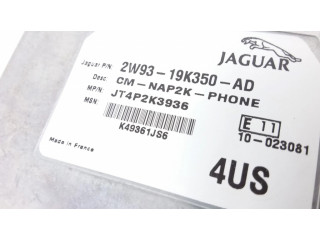 JAGUAR
Jaguar P/N: 2W93-19K350-AD
Desc: CM-NAP2K-PHONE
MP/N: JT4P2K3936
MSN:
K49361JS6
E 11
10-023081
Made in France
4US